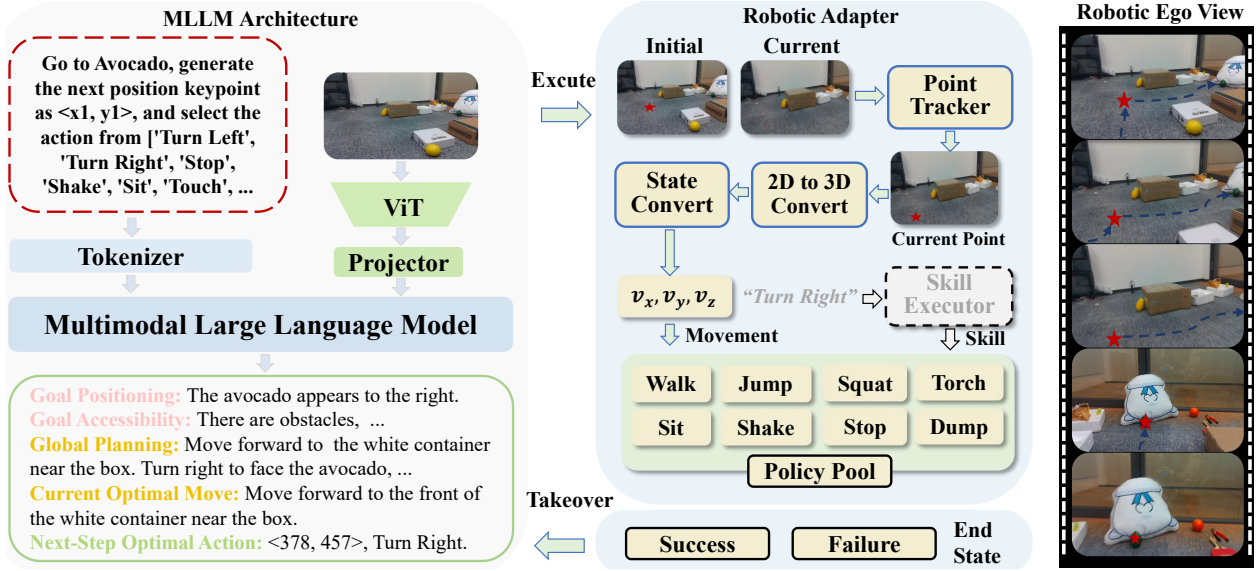 MLLM Architecture
Go to Avocado, generate
the next position keypoint
as <x1, y1>, and select the
action from ['Turn Left',
'Turn Right', 'Stop',
'Shake', 'Sit', 'Touch', ...
ViT
Tokenizer
Projector
Multimodal Large Language Model
Goal Positioning: The avocado appears to the right.
Goal Accessibility: There are obstacles, ...
Global Planning: Move forward to the white container
near the box. Turn right to face the avocado, ...
Current Optimal Move: Move forward to the front of
the white container near the box.
Next-Step Optimal Action: <378, 457>, Turn Right.
Excute
Takeover
Robotic Adapter
Initial
Current
Point
Tracker
State
Convert
2D to 3D
Convert
Current Point
vx, vy, vz
"Turn Right"
Skill
Executor
Movement
Skill
Walk
Jump
Squat
Torch
Sit
Shake
Stop
Dump
Policy Pool
Success
Failure
End
State
Robotic Ego View